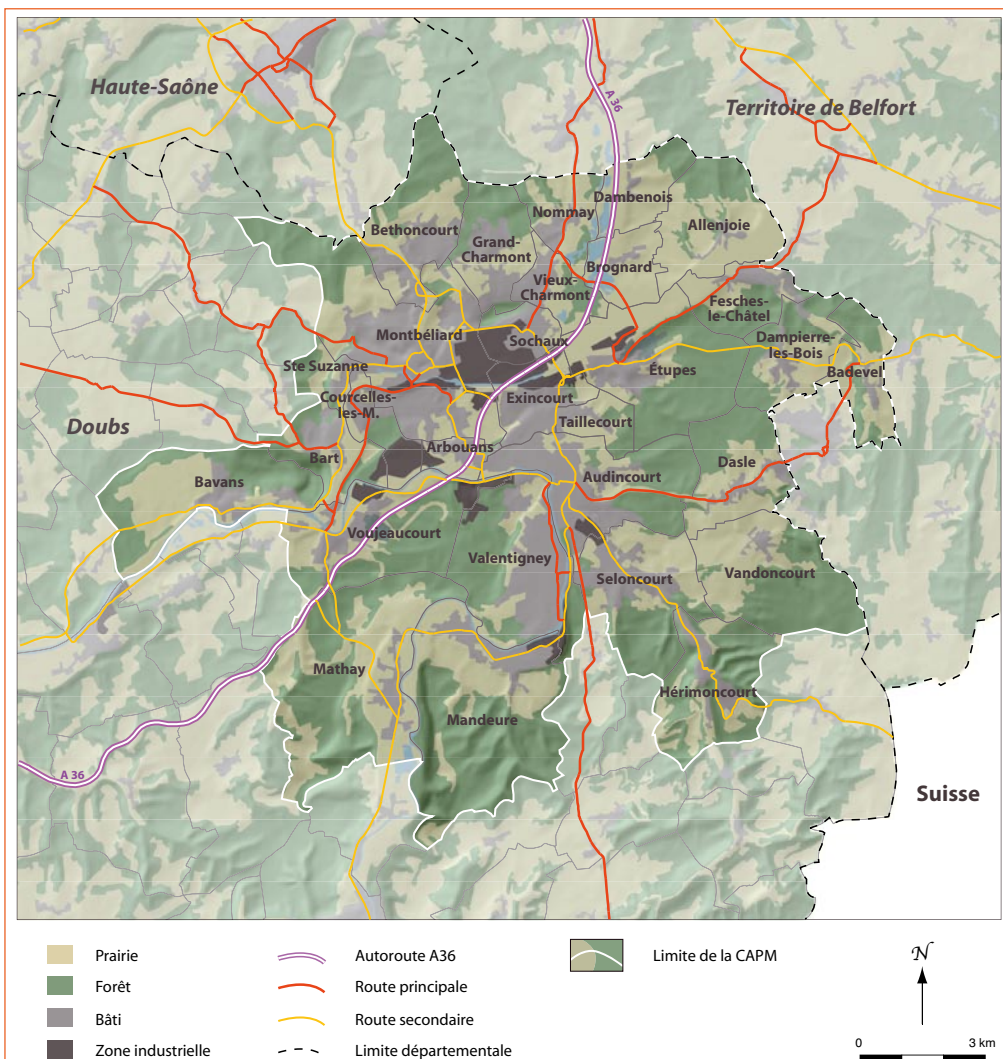 Haute-Saône
A 36
Territoire de Belfort
Dambenois
Nommay
Allenjoie
Bethoncourt
Grand-
Charmont
Brognard
Vieux-
Charmont
Fesches-
le-Châtel
Montbéliard
Sochaux
Dampierre-
les-Bois
Ste Suzanne
Étupes
Badevel
Courcelles-
les-M.
Exincourt
Taillecourt
Doubs
Arbouans
Bart
Dasle
Bavans
Audincourt
Voujeaucourt
Valentigney
Vandoncourt
Seloncourt
Mathay
Hérimoncourt
Mandeure
A 36
Suisse
Prairie
Forêt
Bâti
Zone industrielle
Autoroute A36
Route principale
Route secondaire
Limite départementale
Limite de la CAPM
N
0 3 km